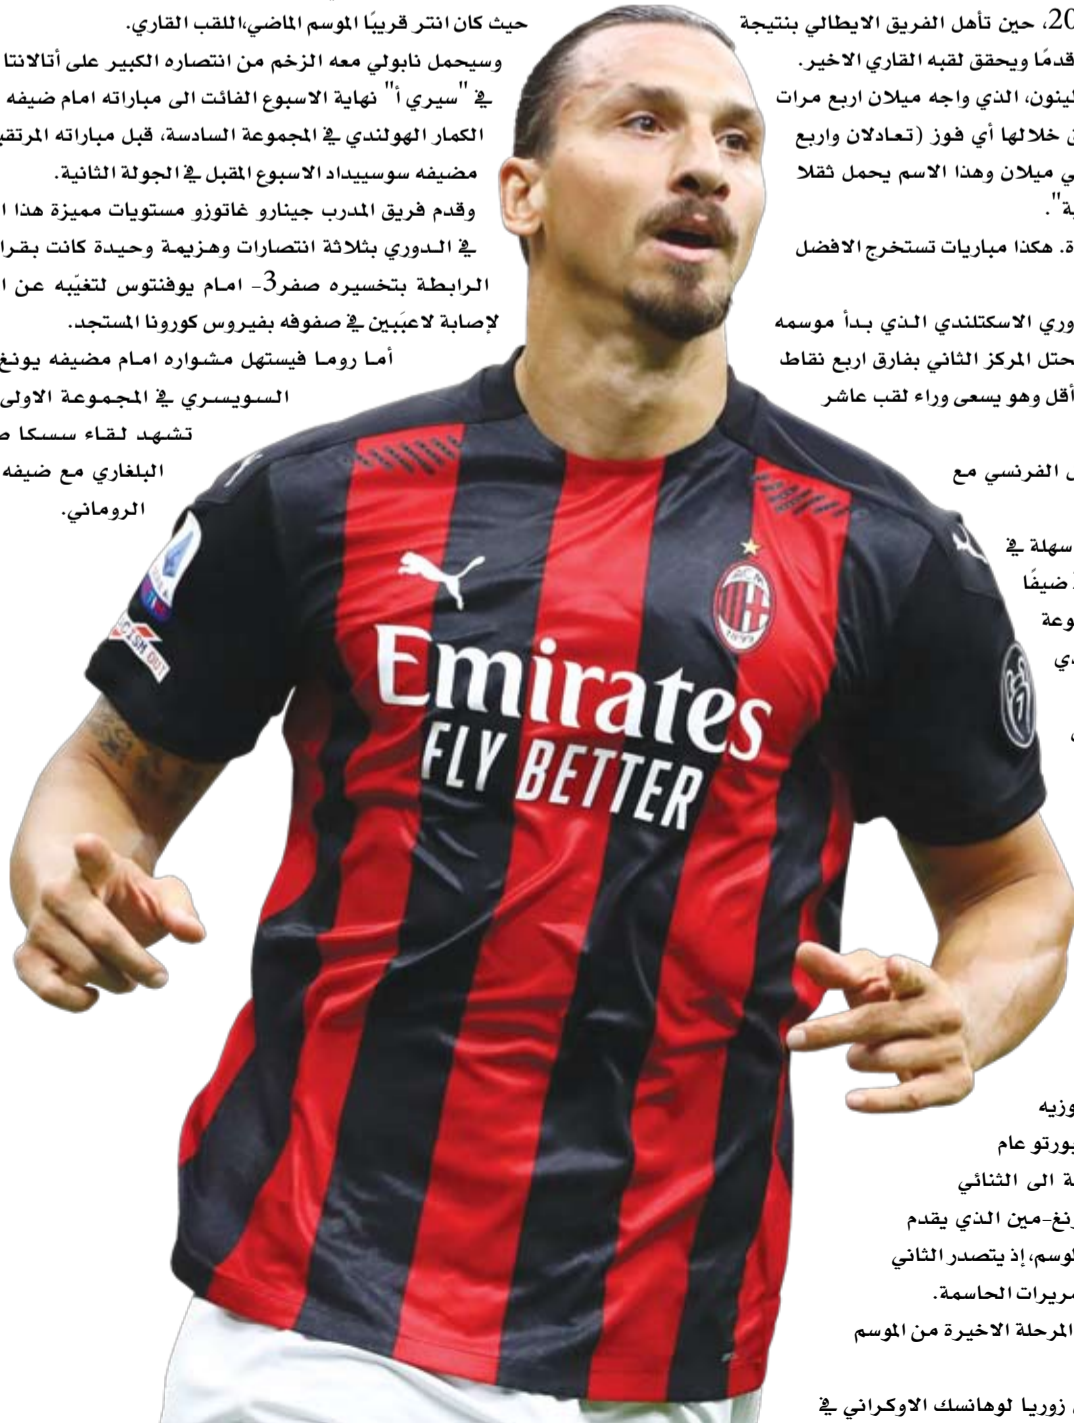 20، حين تأهل الفريق الايطالي بنتيجة
قدمًا ويحقق لقبه القاري الاخير.
لينون، الذي واجه ميلان اربع مرات
خلالها أي فوز (تعادلان واربع
ي ميلان وهذا الاسم يحمل ثقلا
ة".
ة. هكذا مباريات تستخرج الافضل
وري الاسكتلندي الذي بدأ موسمه
حتل المركز الثاني بفارق اربع نقاط
أقل وهو يسعى وراء لقب عاشر
الفرنسي مع
سهلة في
ضيفًا
وعة
دي
وزيه
بورتو عام
ة الى الثنائي
نغ-مين الذي يقدم
لموسم، إذ يتصدر الثاني
مريرات الحاسمة.
المرحلة الاخيرة من الموسم
زوريا لوهانسك الاوكراني في
حيث كان انتر قريبًا الموسم الماضي،اللقب القاري.
وسيحمل نابولي معه الزخم من انتصاره الكبير على أتالانتا
في "سيري أ" نهاية الاسبوع الفائت الى مباراته امام ضيفه
الكمار الهولندي في المجموعة السادسة، قبل مباراته المرتقب
مضيفه سوسييداد الاسبوع المقبل في الجولة الثانية.
وقدم فريق المدرب جينارو غاتوزو مستويات مميزة هذا ا
في الدوري بثلاثة انتصارات وهزيمة وحيدة كانت بقرا
الرابطة بتخسيره صفر3- امام يوفنتوس لتغيّبه عن ا
لإصابة لاعبَين في صفوفه بفيروس كورونا المستجد.
أما روما فيستهل مشواره امام مضيفه يونغ
السويسري في المجموعة الاولى
تشهد لقاء سسكا ص
البلغاري مع ضيفه
الروماني.
ACM
1899
Emirates
FLY BETTER